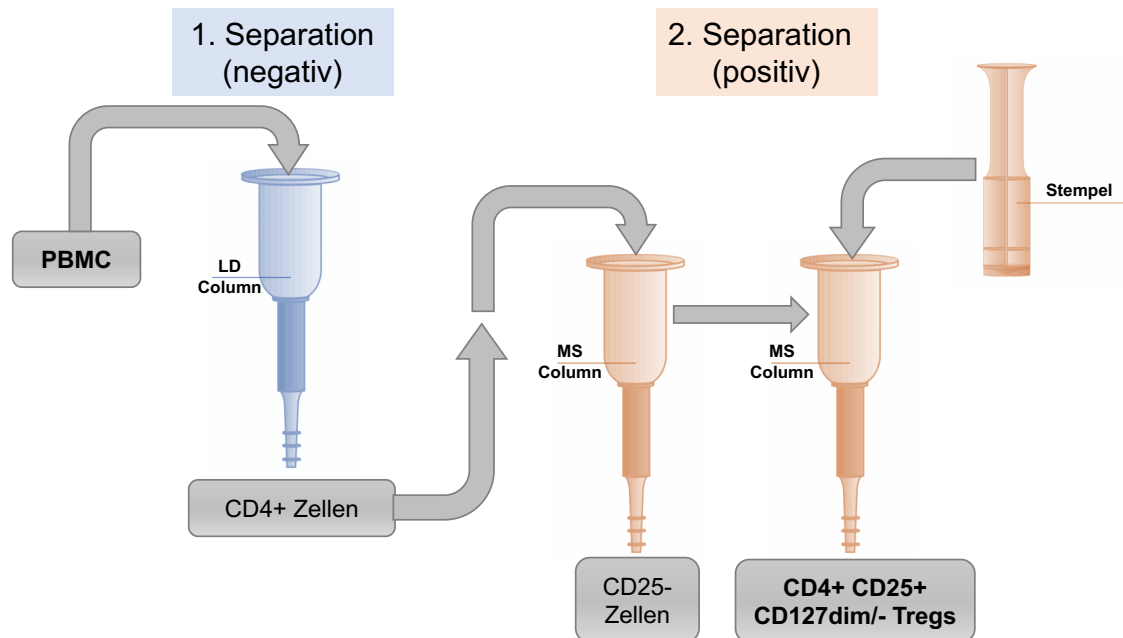 1. Separation
(negativ)
2. Separation
(positiv)
Stempel
PBMC
LD
Column
MS
Column
MS
Column
CD4+ Zellen
CD25-
Zellen
CD4+ CD25+
CD127dim/- Tregs